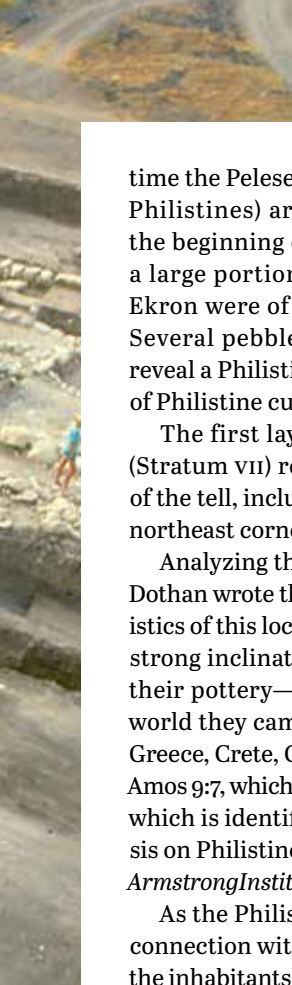 time the Pelese
Philistines) ar
the beginning
a large portion
Ekron were of
Several pebble
reveal a Philisti
of Philistine cu
The first lay
(Stratum VII) re
of the tell, inclu
northeast corne
Analyzing th
Dothan wrote th
istics of this loc
strong inclinat
their pottery—
world they cam
Greece, Crete, C
Amos 9:7, which
which is identif
sis on Philistine
ArmstrongInstit
As the Philis
connection wit
the inhabitants